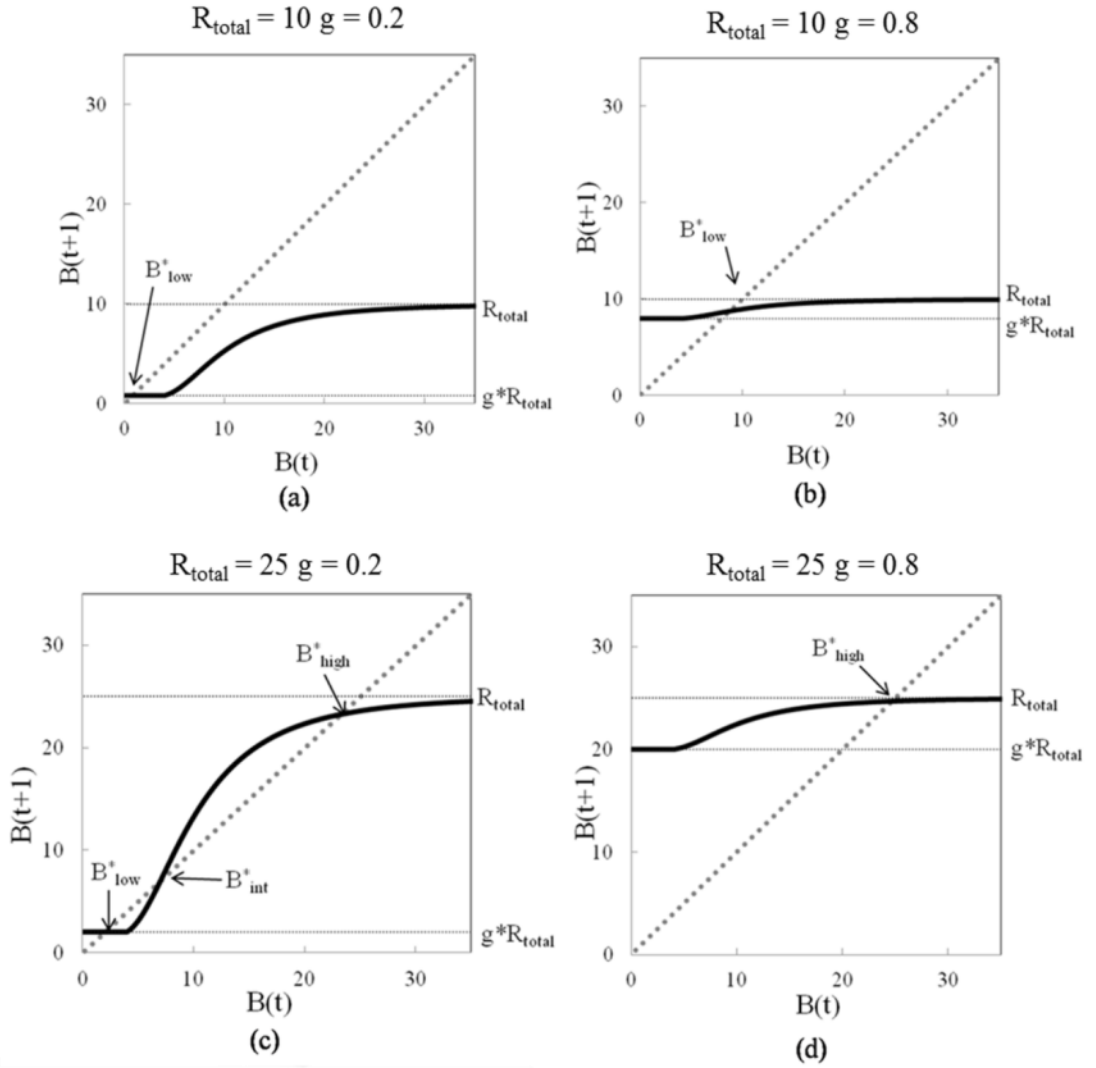 R_total = 10 g = 0.2
B(t+1)
30
20
10
0
B*_low
R_total
g*R_total
0 10 20 30
B(t)
(a)
R_total = 10 g = 0.8
B(t+1)
30
20
10
0
B*_low
R_total
g*R_total
0 10 20 30
B(t)
(b)
R_total = 25 g = 0.2
B(t+1)
30
20
10
0
B*_high
R_total
B*_low
B*_int
g*R_total
0 10 20 30
B(t)
(c)
R_total = 25 g = 0.8
B(t+1)
30
20
10
0
B*_high
R_total
g*R_total
0 10 20 30
B(t)
(d)